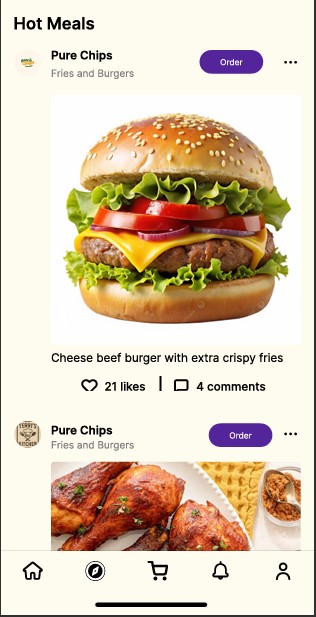 Hot Meals
Pure Chips
Order
Fries and Burgers
Cheese beef burger with extra crispy fries
21 likes
4 comments
Pure Chips
Order
Fries and Burgers